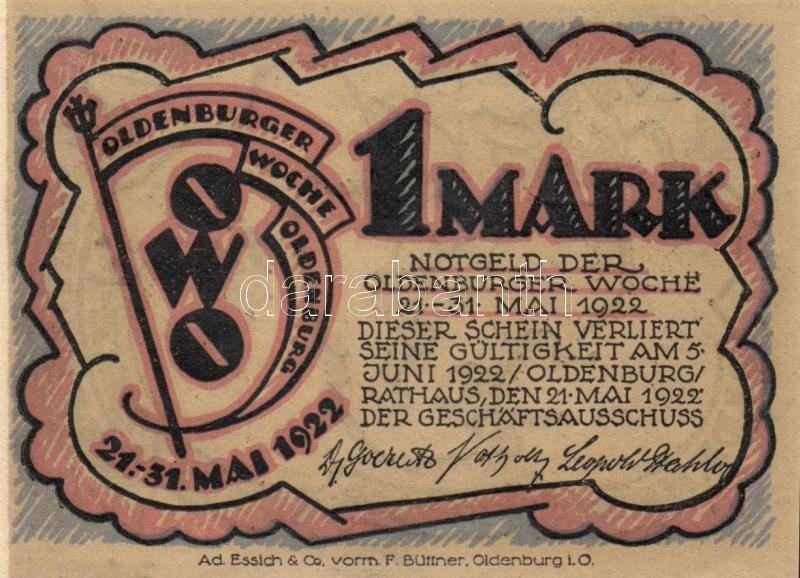 OLDENBURGER
WOCHE
OLDENBURG
OWO
21.-31. MAI 1922
1 MARK
NOTGELD DER
OLDENBURGER WOCHE
21.-31. MAI 1922
DIESER SCHEIN VERLIERT
SEINE GÜLTIGKEIT AM 5.
JUNI 1922/OLDENBURG/
RATHAUS, DEN 21. MAI 1922
DER GESCHÄFTSAUSSCHUSS
Leopold
Ad. Essich & Co, vorm. F. Büttner, Oldenburg i. O.
darabanth